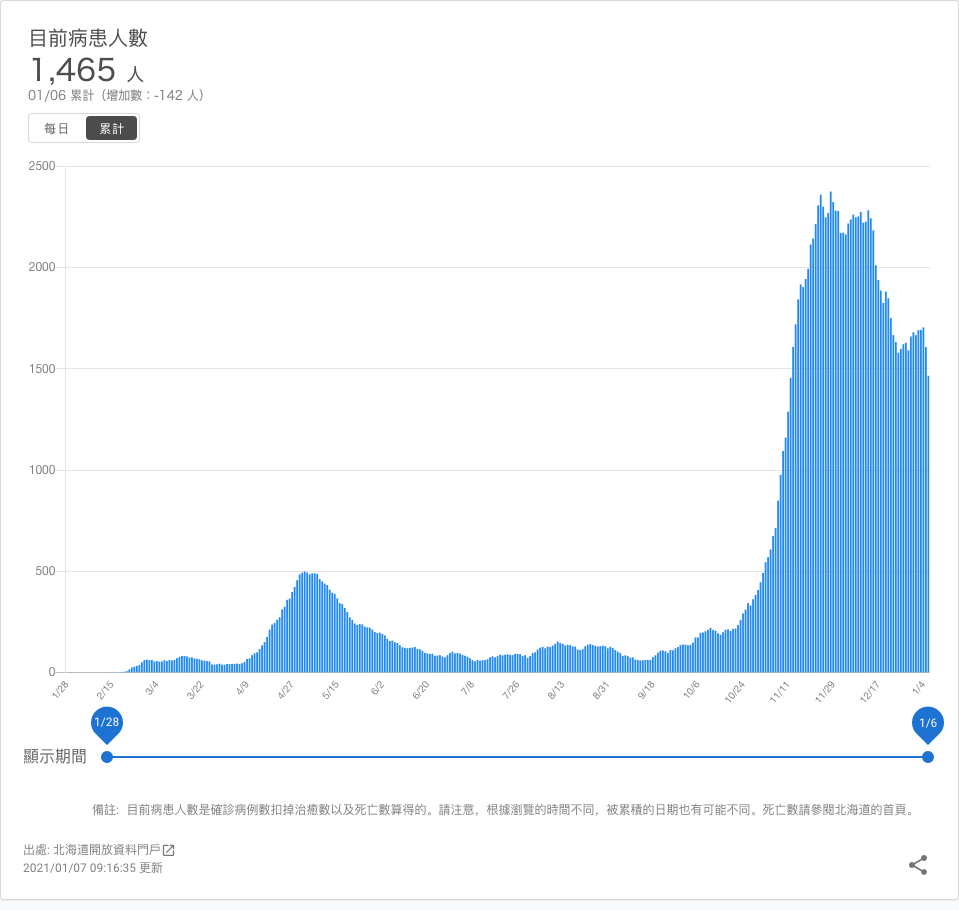 目前病患人數
1,465 人
01/06 累計（增加數：-142 人）
每日 累計
2500
2000
1500
1000
500
0
1/28 2/15 3/4 3/22 4/9 4/27 5/15 6/2 6/20 7/8 7/26 8/13 8/31 9/18 10/6 10/24 11/11 11/29 12/17 1/4
1/28 1/6
顯示期間
備註: 目前病患人數是確診病例數扣掉治癒數以及死亡數算得的。請注意，根據瀏覽的時間不同，被累積的日期也有可能不同。死亡數請參閱北海道的首頁。
出處: 北海道開放資料門戶
2021/01/07 09:16:35 更新